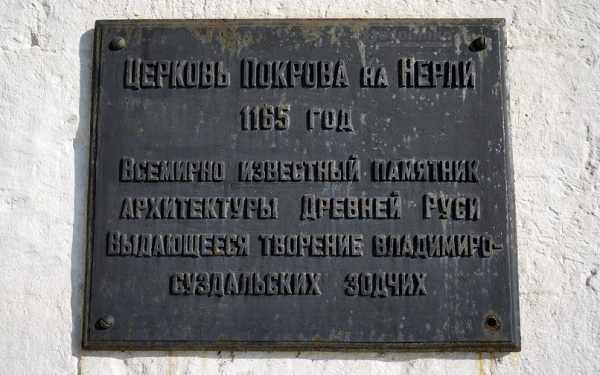 Церковь Покрова на Нерли
1165 год
Всемирно известный памятник
архитектуры Древней Руси
Выдающееся творение владимиро-
суздальских зодчих